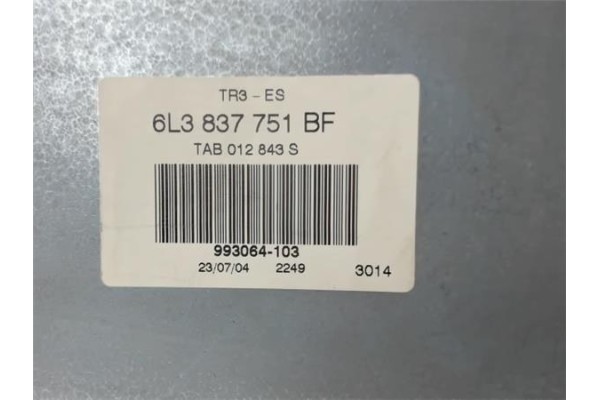 TR3 - ES
6L3 837 751 BF
TAB 012 843 S
993064-103
23/07/04 2249 3014